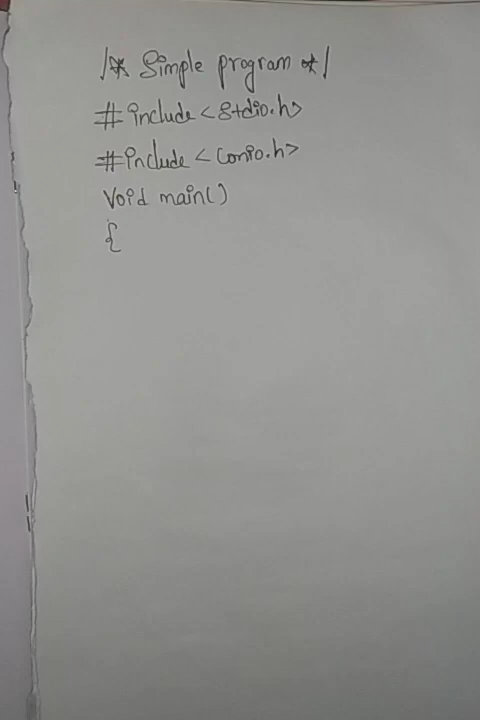 /* Simple program */
#include <stdio.h>
#include <conio.h>
Void main()
{